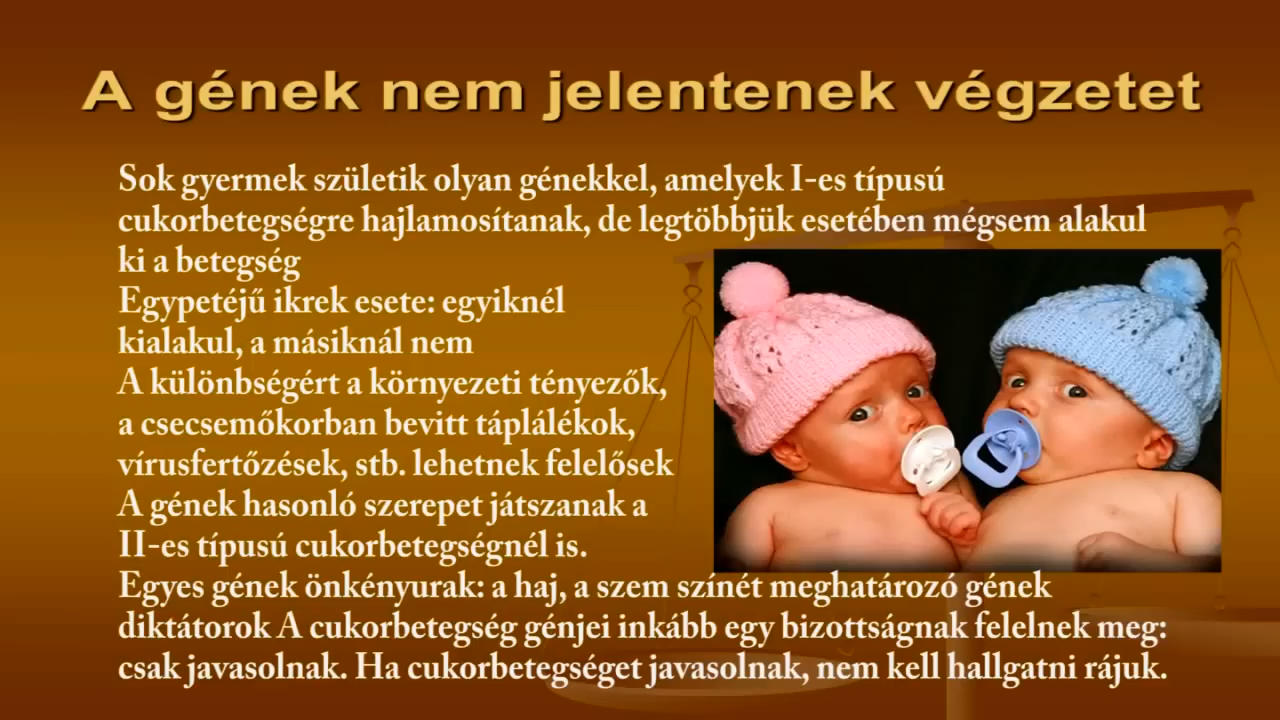 A gének nem jelentenek végzetet
Sok gyermek születik olyan génekkel, amelyek I-es típusú
cukorbetegségre hajlamosítanak, de legtöbbjük esetében mégsem alakul
ki a betegség
Egypetéjű ikrek esete: egyiknél
kialakul, a másiknál nem
A különbségért a környezeti tényezők,
a csecsemőkorban bevitt táplálékok,
vírusfertőzések, stb. lehetnek felelősek
A gének hasonló szerepet játszanak a
II-es típusú cukorbetegségnél is.
Egyes gének önkényurak: a haj, a szem színét meghatározó gének
diktátorok A cukorbetegség génjei inkább egy bizottságnak felelnek meg:
csak javasolnak. Ha cukorbetegséget javasolnak, nem kell hallgatni rájuk.